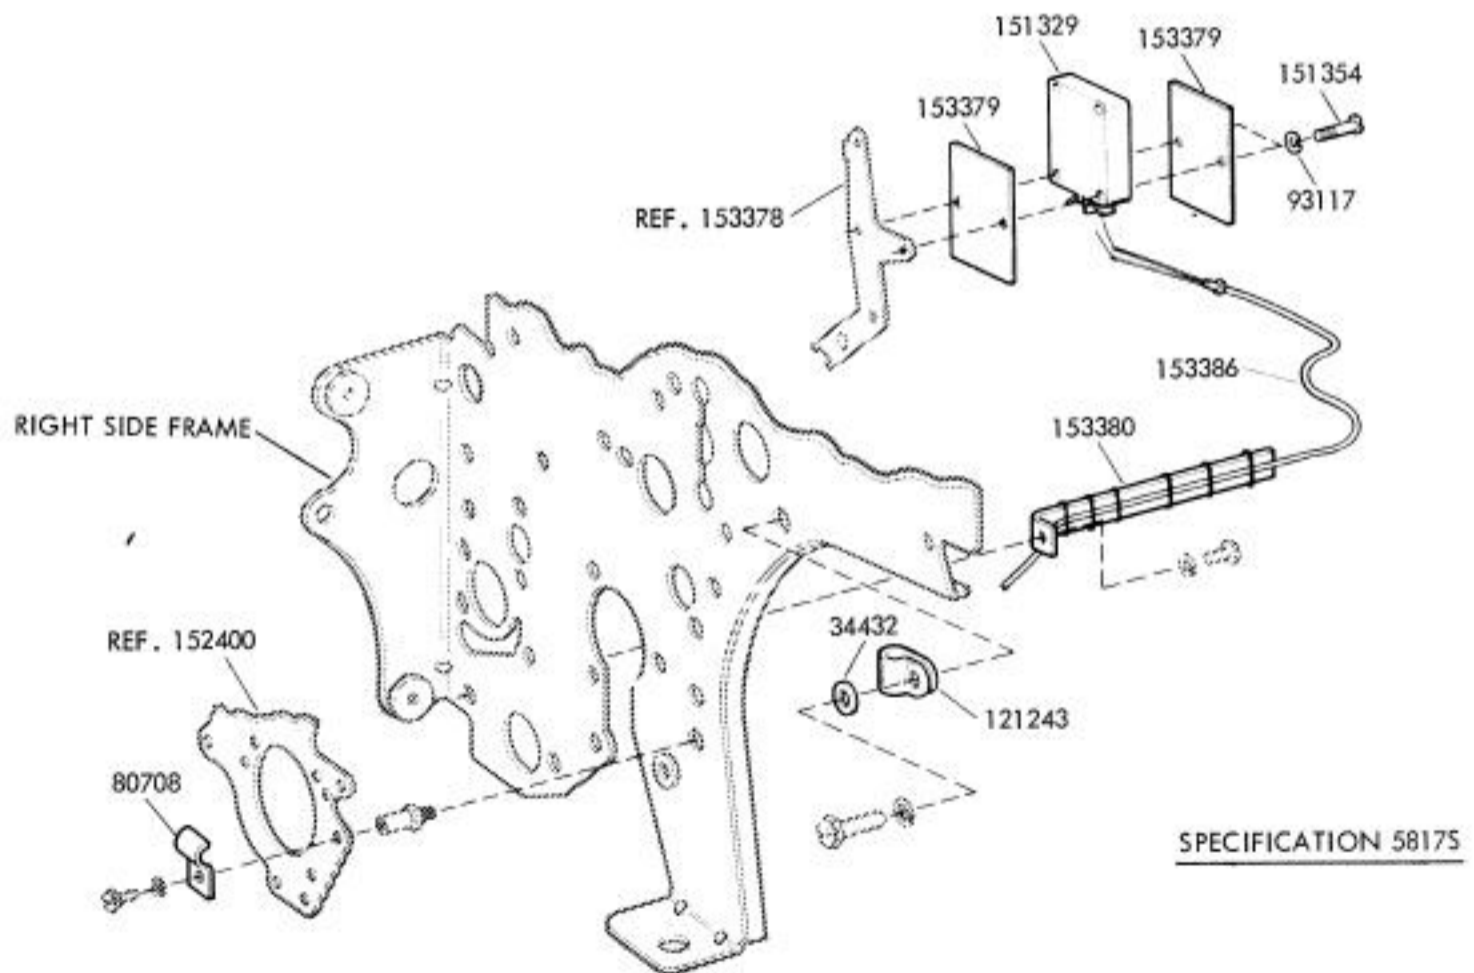 151329
153379
151354
153379
93117
REF. 153378
153386
RIGHT SIDE FRAME
153380
34432
REF. 152400
121243
80708
SPECIFICATION 5817S